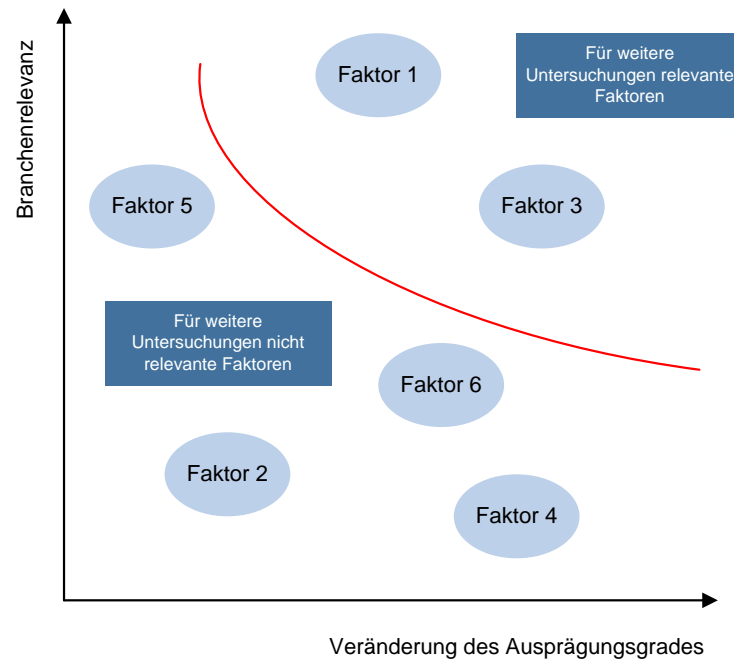 Branchenrelevanz
Faktor 1
Für weitere
Untersuchungen relevante
Faktoren
Faktor 5
Faktor 3
Für weitere
Untersuchungen nicht
relevante Faktoren
Faktor 6
Faktor 2
Faktor 4
Veränderung des Ausprägungsgrades